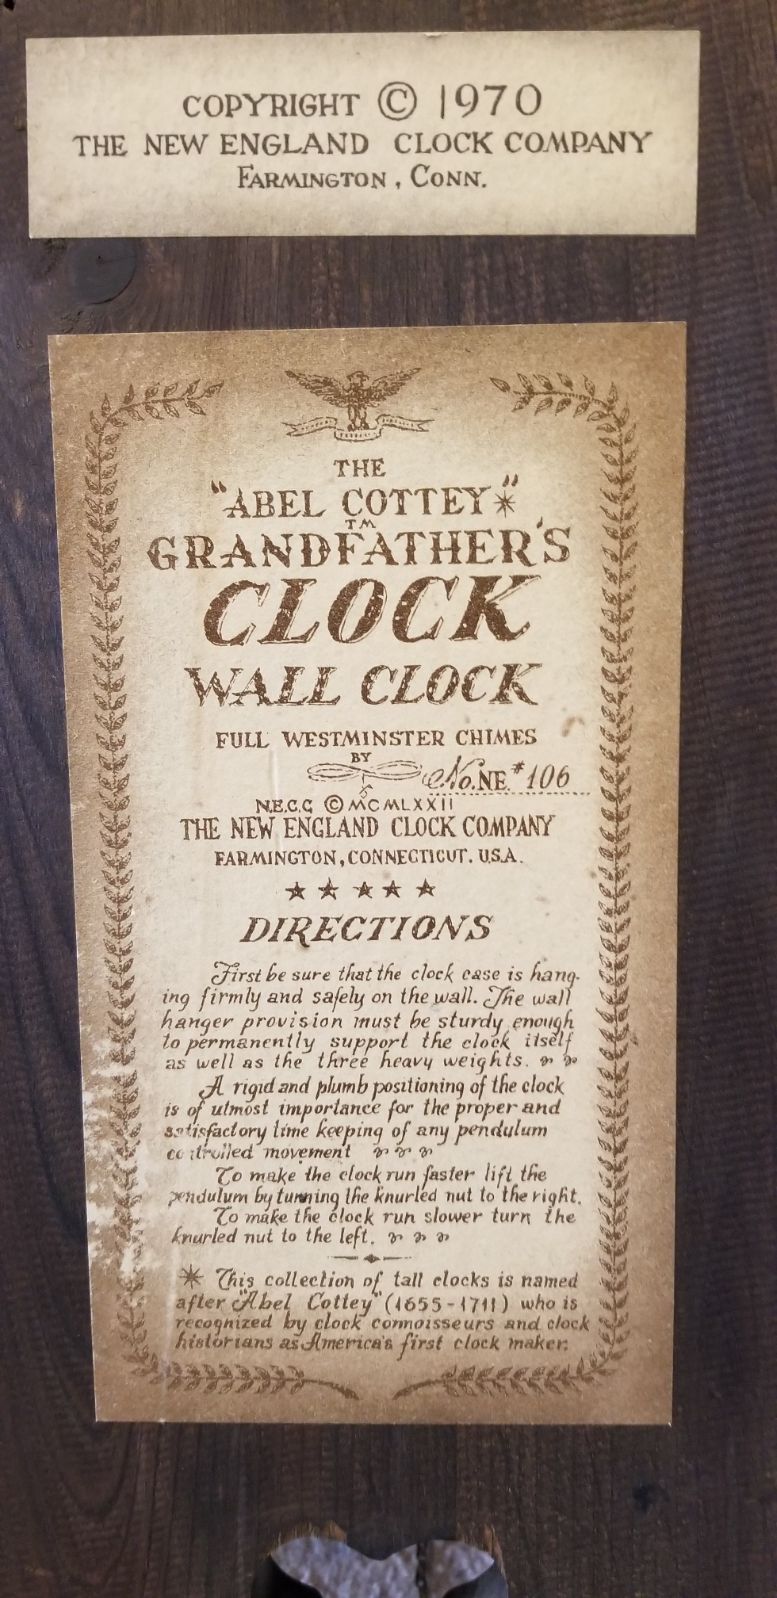 COPYRIGHT © 1970
THE NEW ENGLAND CLOCK COMPANY
FARMINGTON, CONN.
THE
"ABEL COTTEY✴"
TM
GRANDFATHER'S
CLOCK
WALL CLOCK
FULL WESTMINSTER CHIMES
BY
No. NE.# 106
N.E.C.C © MCMLXXII
THE NEW ENGLAND CLOCK COMPANY
FARMINGTON, CONNECTICUT. U.S.A.
★ ★ ★ ★ ★
DIRECTIONS
First be sure that the clock case is hang-
ing firmly and safely on the wall. The wall
hanger provision must be sturdy enough
to permanently support the clock itself
as well as the three heavy weights.
A rigid and plumb positioning of the clock
is of utmost importance for the proper and
satisfactory time keeping of any pendulum
controlled movement
To make the clock run faster lift the
pendulum by turning the knurled nut to the right.
To make the clock run slower turn the
knurled nut to the left.
✴ This collection of tall clocks is named
after "Abel Cottey" (1655-1711) who is
recognized by clock connoisseurs and clock
historians as America's first clock maker.